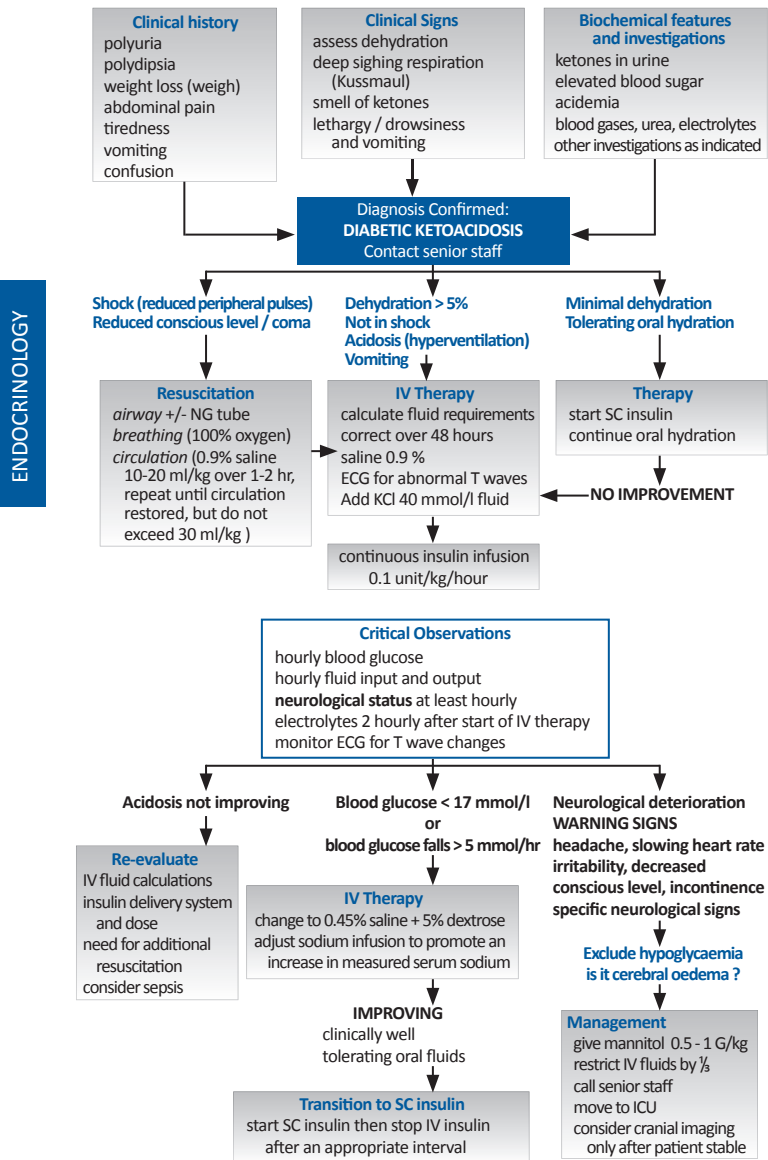 Clinical history
polyuria
polydipsia
weight loss (weigh)
abdominal pain
tiredness
vomiting
confusion
Clinical Signs
assess dehydration
deep sighing respiration
(Kussmaul)
smell of ketones
lethargy / drowsiness
and vomiting
Biochemical features
and investigations
ketones in urine
elevated blood sugar
acidemia
blood gases, urea, electrolytes
other investigations as indicated
Diagnosis Confirmed:
DIABETIC KETOACIDOSIS
Contact senior staff
ENDOCRINOLOGY
Shock (reduced peripheral pulses)
Reduced conscious level / coma
Dehydration > 5%
Not in shock
Acidosis (hyperventilation)
Vomiting
Minimal dehydration
Tolerating oral hydration
Resuscitation
airway +/- NG tube
breathing (100% oxygen)
circulation (0.9% saline
10-20 ml/kg over 1-2 hr,
repeat until circulation
restored, but do not
exceed 30 ml/kg )
IV Therapy
calculate fluid requirements
correct over 48 hours
saline 0.9 %
ECG for abnormal T waves
Add KCl 40 mmol/l fluid
Therapy
start SC insulin
continue oral hydration
NO IMPROVEMENT
continuous insulin infusion
0.1 unit/kg/hour
Critical Observations
hourly blood glucose
hourly fluid input and output
neurological status at least hourly
electrolytes 2 hourly after start of IV therapy
monitor ECG for T wave changes
Acidosis not improving
Blood glucose < 17 mmol/l
or
blood glucose falls > 5 mmol/hr
Neurological deterioration
WARNING SIGNS
headache, slowing heart rate
irritability, decreased
conscious level, incontinence
specific neurological signs
Re-evaluate
IV fluid calculations
insulin delivery system
and dose
need for additional
resuscitation
consider sepsis
IV Therapy
change to 0.45% saline + 5% dextrose
adjust sodium infusion to promote an
increase in measured serum sodium
Exclude hypoglycaemia
is it cerebral oedema ?
IMPROVING
clinically well
tolerating oral fluids
Management
give mannitol 0.5 - 1 G/kg
restrict IV fluids by ⅓
call senior staff
move to ICU
consider cranial imaging
only after patient stable
Transition to SC insulin
start SC insulin then stop IV insulin
after an appropriate interval